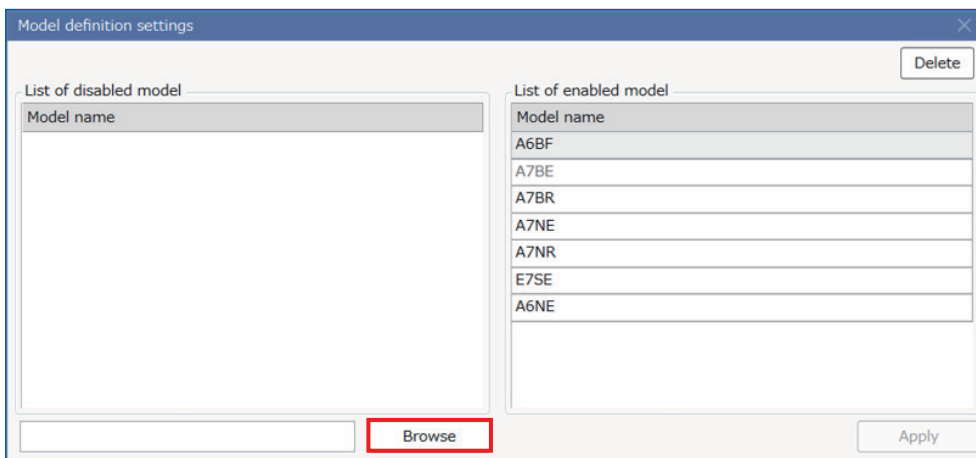 Model definition settings
Delete
List of disabled model
Model name
List of enabled model
Model name
A6BF
A7BE
A7BR
A7NE
A7NR
E7SE
A6NE
Browse
Apply